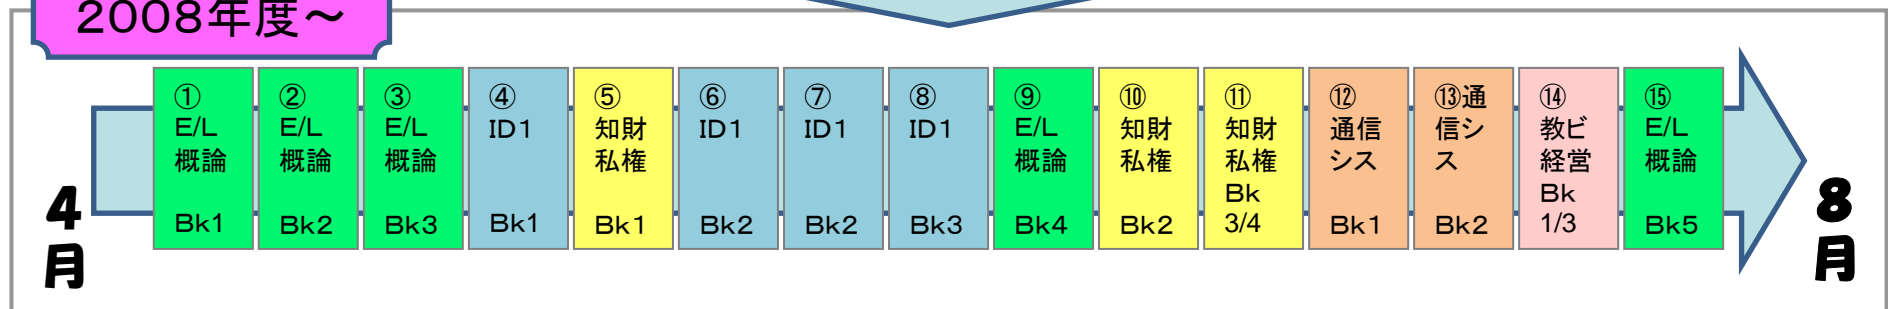 2008年度~
4
月
①
E/L
概論
Bk1
②
E/L
概論
Bk2
③
E/L
概論
Bk3
④
ID1
Bk1
⑤
知財
私権
Bk1
⑥
ID1
Bk2
⑦
ID1
Bk2
⑧
ID1
Bk3
⑨
E/L
概論
Bk4
⑩
知財
私権
Bk2
⑪
知財
私権
Bk
3/4
⑫
通信
シス
Bk1
⑬通
信シ
ス
Bk2
⑭
教ビ
経営
Bk
1/3
⑮
E/L
概論
Bk5
8
月